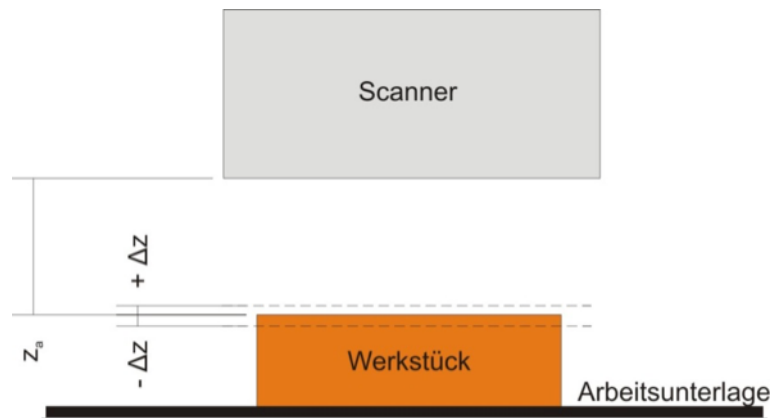 Scanner
+ Δz
zₐ
- Δz
Werkstück
Arbeitsunterlage